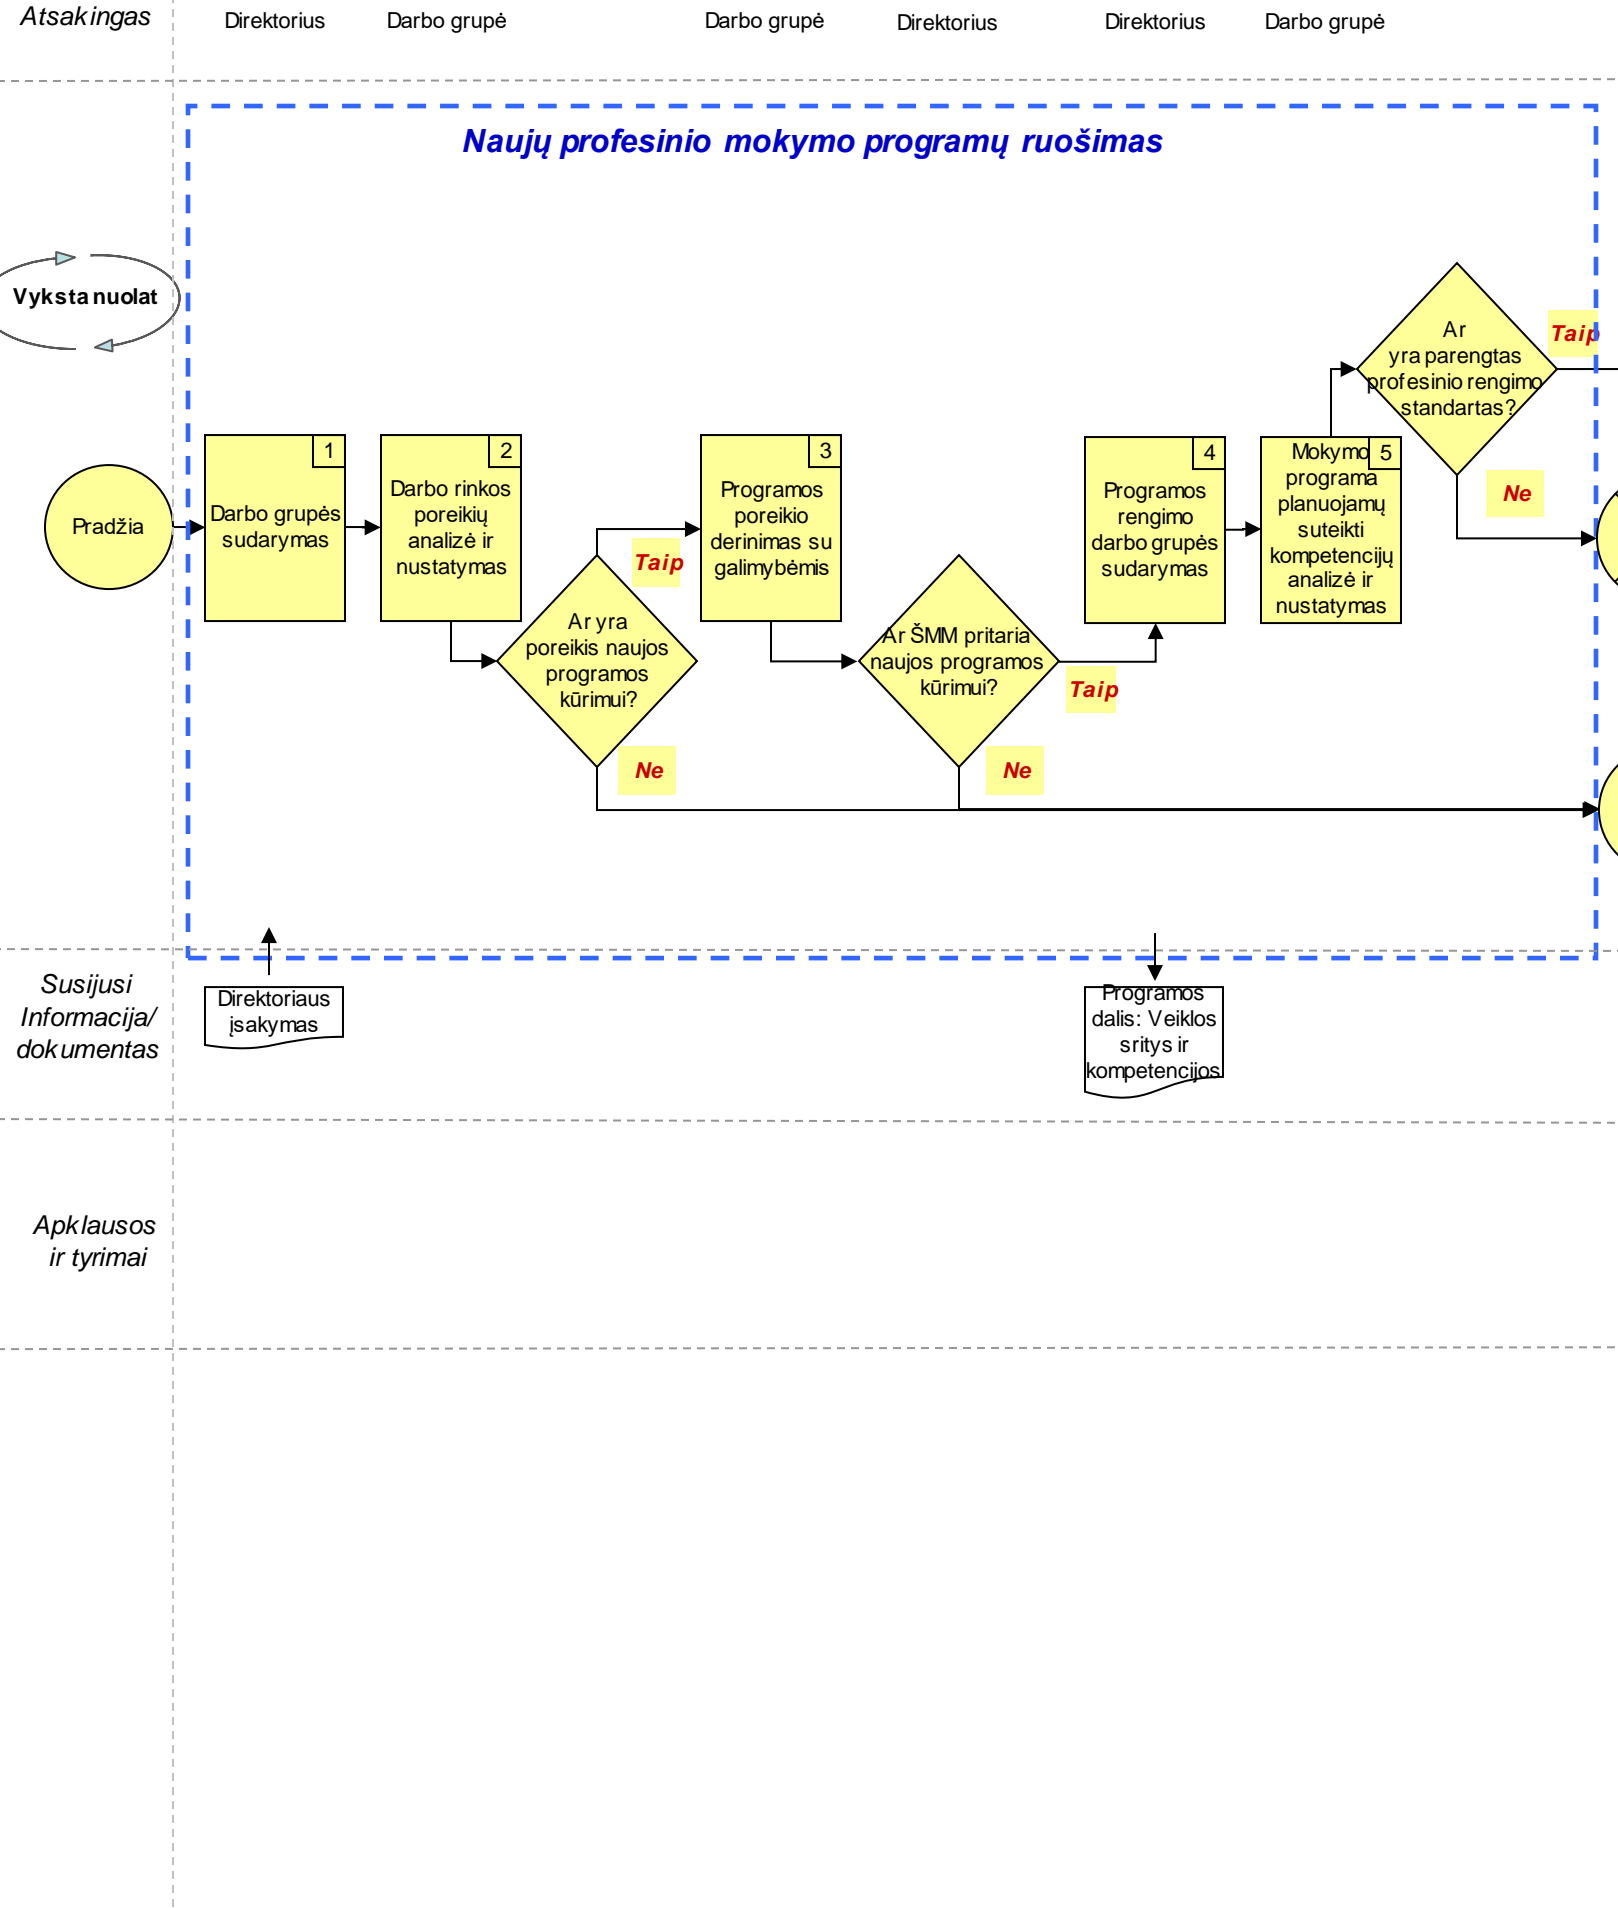 Atsakingas
Direktorius
Darbo grupė
Darbo grupė
Direktorius
Direktorius
Darbo grupė
Naujų profesinio mokymo programų ruošimas
Vyksta nuolat
Pradžia
1
Darbo grupės
sudarymas
2
Darbo rinkos
poreikių
analizė ir
nustatymas
Ar yra
poreikis naujos
programos
kūrimui?
Taip
Ne
3
Programos
poreikio
derinimas su
galimybėmis
Ar ŠMM pritaria
naujos programos
kūrimui?
Taip
Ne
4
Programos
rengimo
darbo grupės
sudarymas
5
Mokymo
programa
planuojamų
suteikti
kompetencijų
analizė ir
nustatymas
Ar
yra parengtas
profesinio rengimo
standartas?
Taip
Ne
Susijusi
Informacija/
dokumentas
Direktoriaus
įsakymas
Programos
dalis: Veiklos
sritys ir
kompetencijos
Apklausos
ir tyrimai